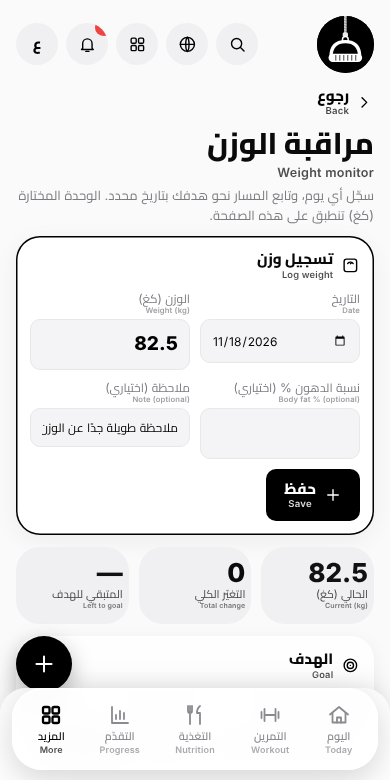 ع
رجوع
Back
مراقبة الوزن
Weight monitor
سجّل أي يوم، وتابع المسار نحو هدفك بتاريخ محدد. الوحدة المختارة
(كغ) تنطبق على هذه الصفحة.
تسجيل وزن
Log weight
التاريخ
Date
11/18/2026
الوزن (كغ)
Weight (kg)
82.5
نسبة الدهون % (اختياري)
Body fat % (optional)
ملاحظة (اختياري)
Note (optional)
ملاحظة طويلة جدًا عن الوزن
حفظ
Save
82.5
الحالي (كغ)
Current (kg)
0
التغيّر الكلي
Total change
—
المتبقي للهدف
Left to goal
الهدف
Goal
اليوم
Today
التمرين
Workout
التغذية
Nutrition
التقدّم
Progress
المزيد
More